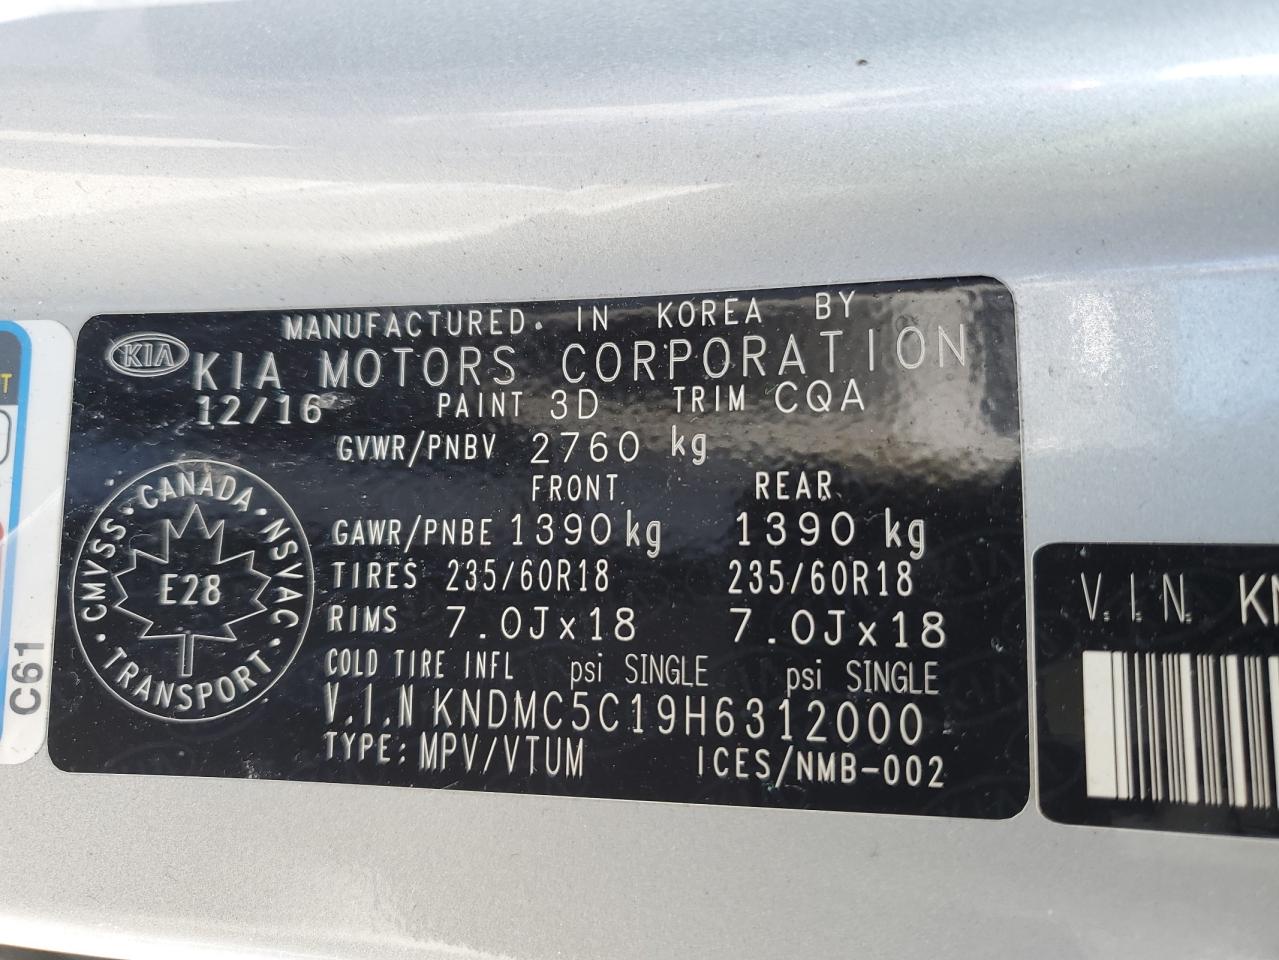 MANUFACTURED. IN KOREA BY
KIA KIA MOTORS CORPORATION
12/16 PAINT 3D TRIM CQA
GVWR/PNBV 2760 kg
FRONT REAR
GAWR/PNBE 1390 kg 1390 kg
TIRES 235/60R18 235/60R18
RIMS 7.0J x 18 7.0J x 18
COLD TIRE INFL psi SINGLE psi SINGLE
V.I.N KNDMC5C19H6312000
TYPE: MPV/VTUM ICES/NMB-002
CANADA · NSVAC · TRANSPORT · CMVSS ·
E28
C61
V.I.N. KN